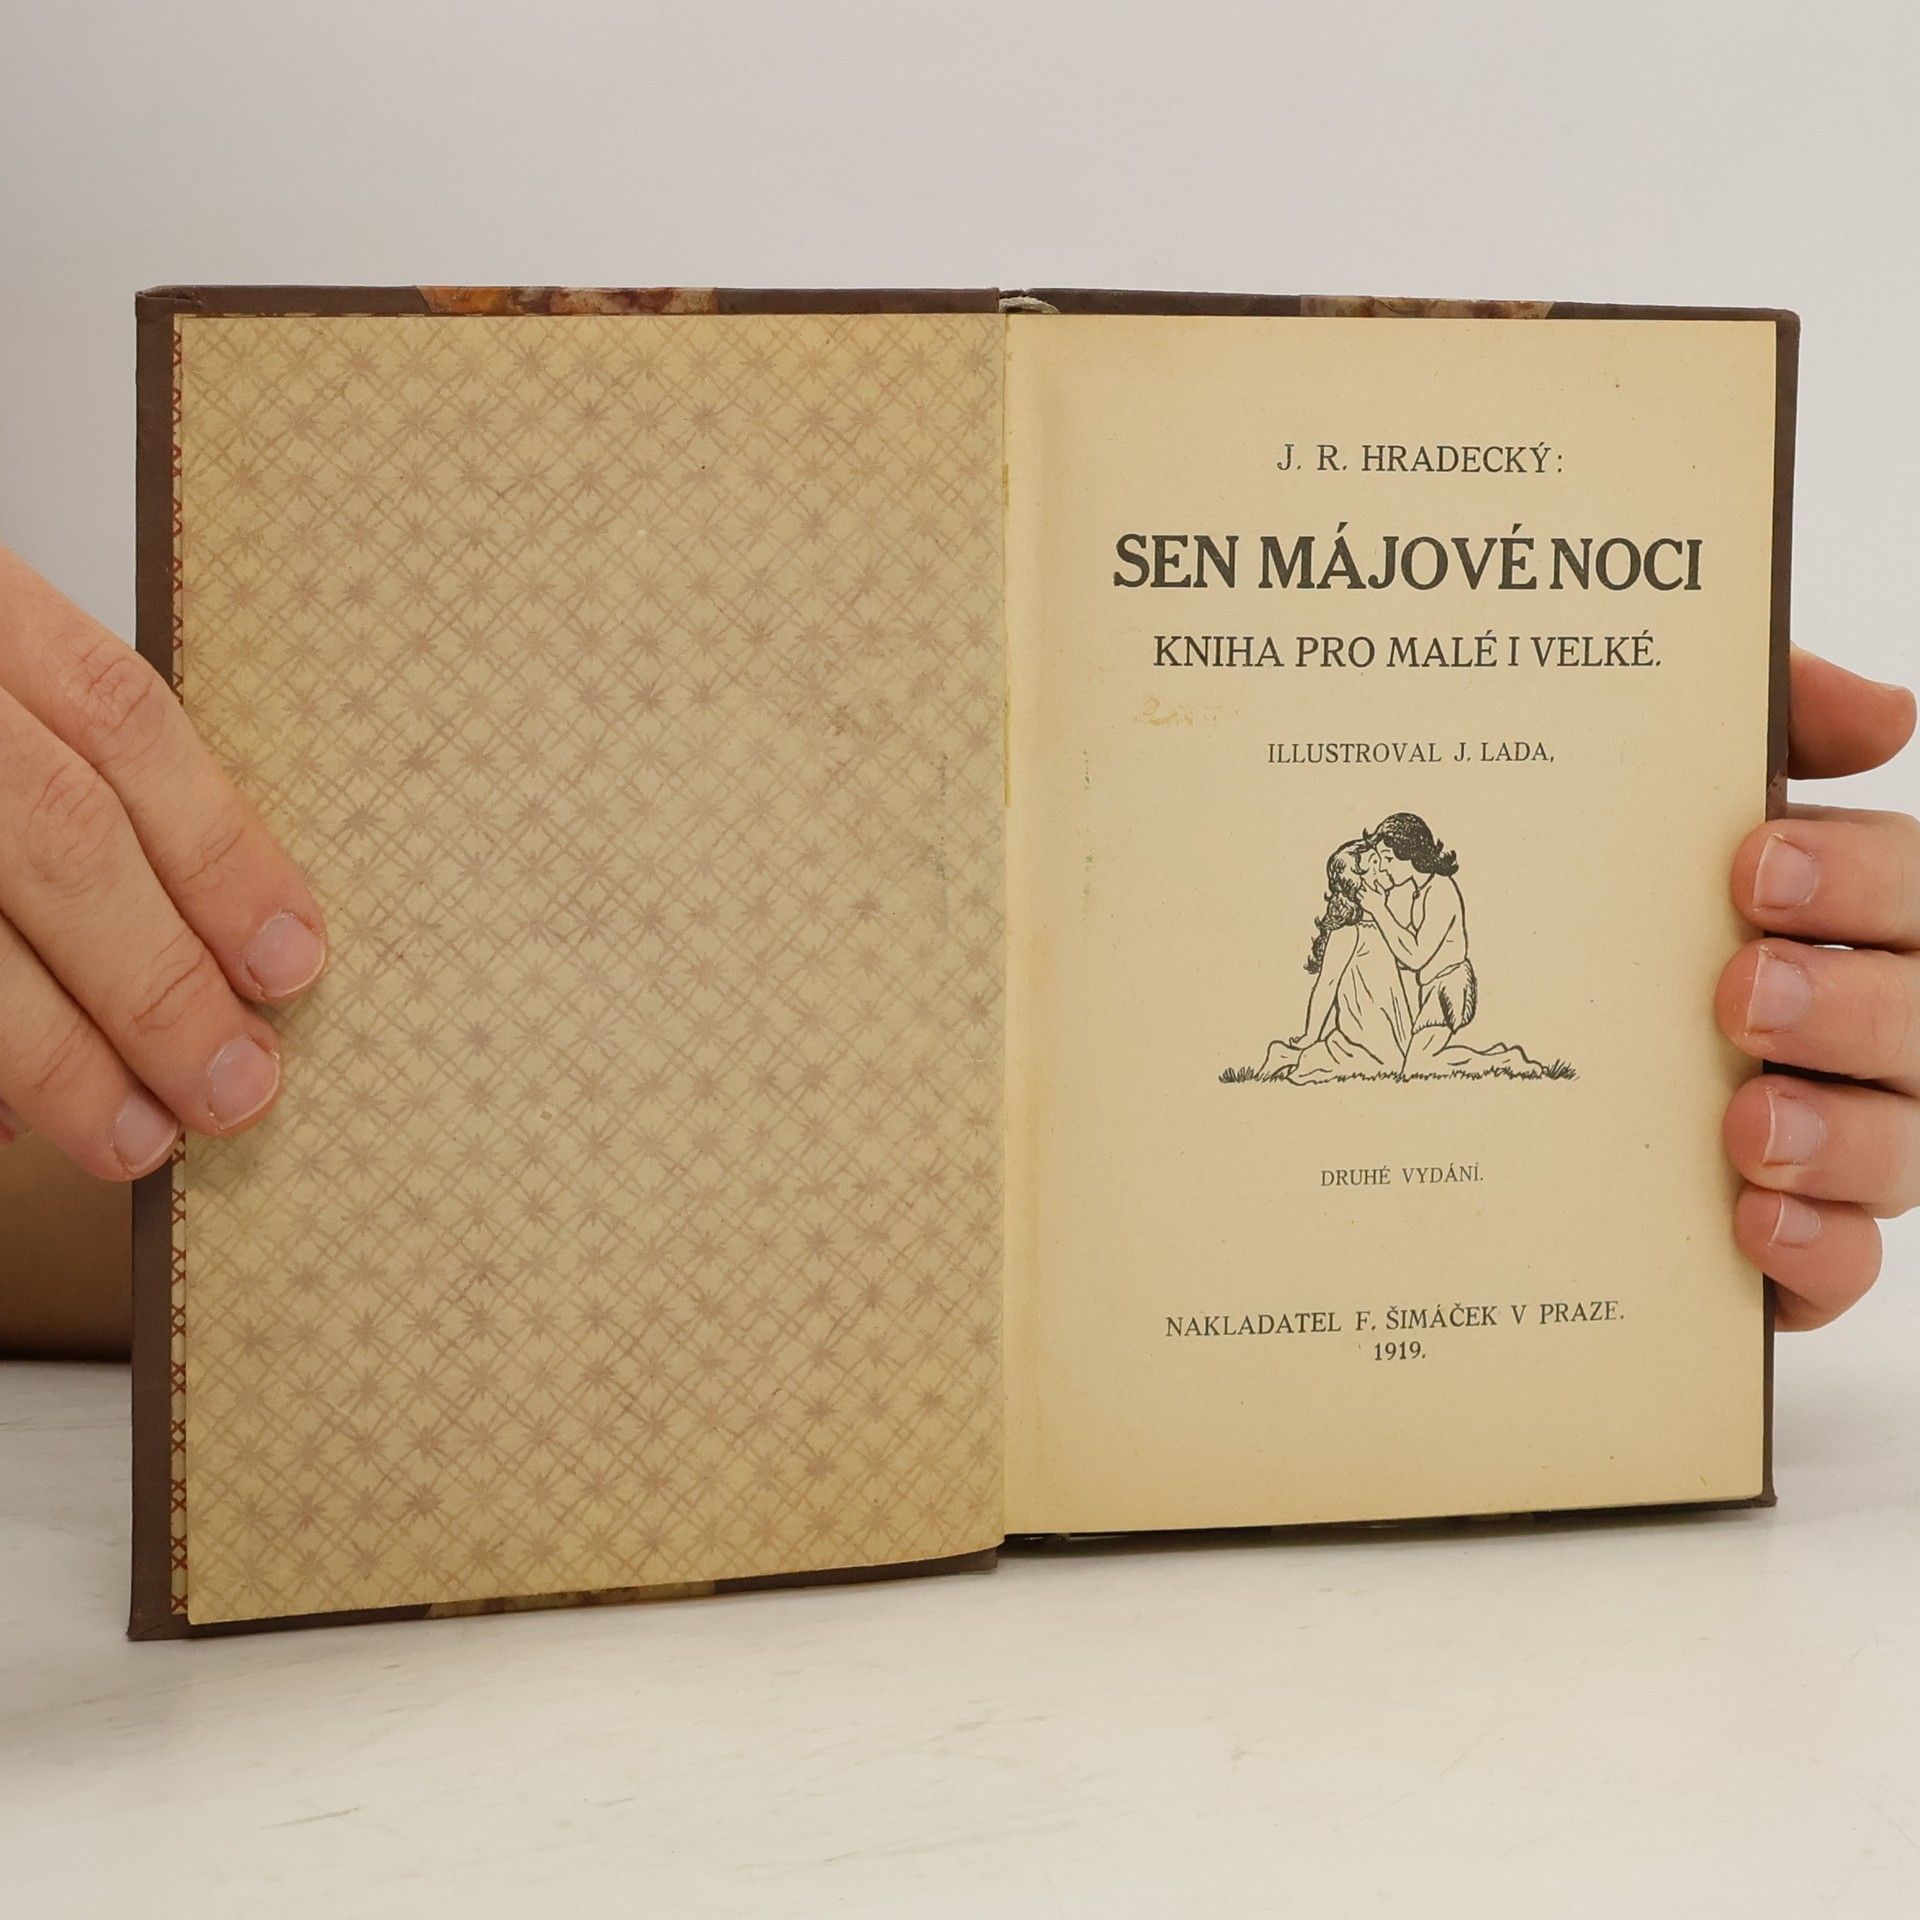 J. R. HRADECKÝ:
SEN MÁJOVÉ NOCI
KNIHA PRO MALÉ I VELKÉ.
ILLUSTROVAL J. LADA,
DRUHÉ VYDÁNÍ.
NAKLADATEL F. ŠIMÁČEK V PRAZE.
1919.